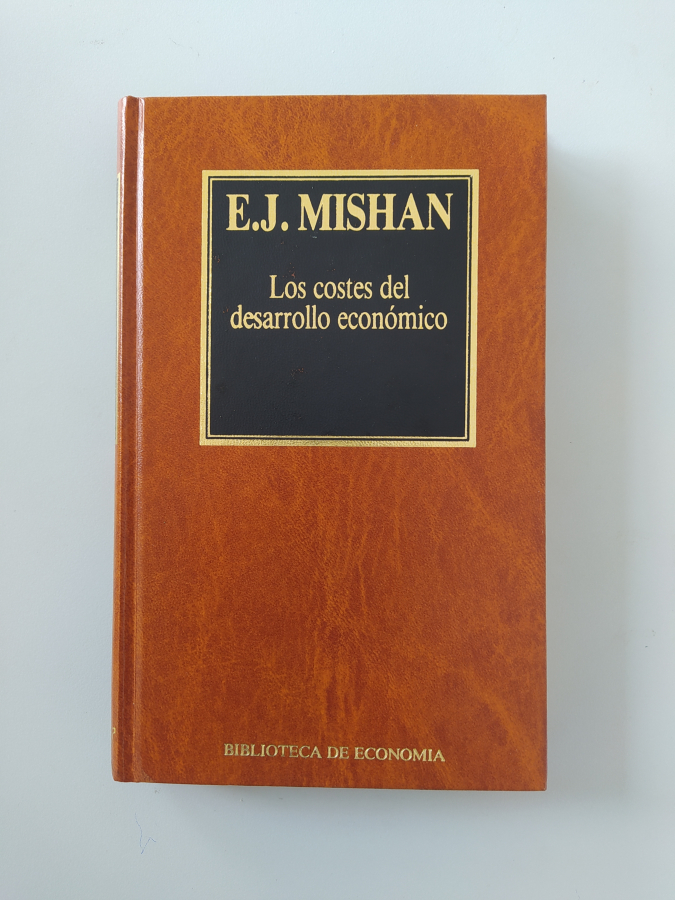 E.J. MISHAN
Los costes del
desarrollo económico
BIBLIOTECA DE ECONOMIA